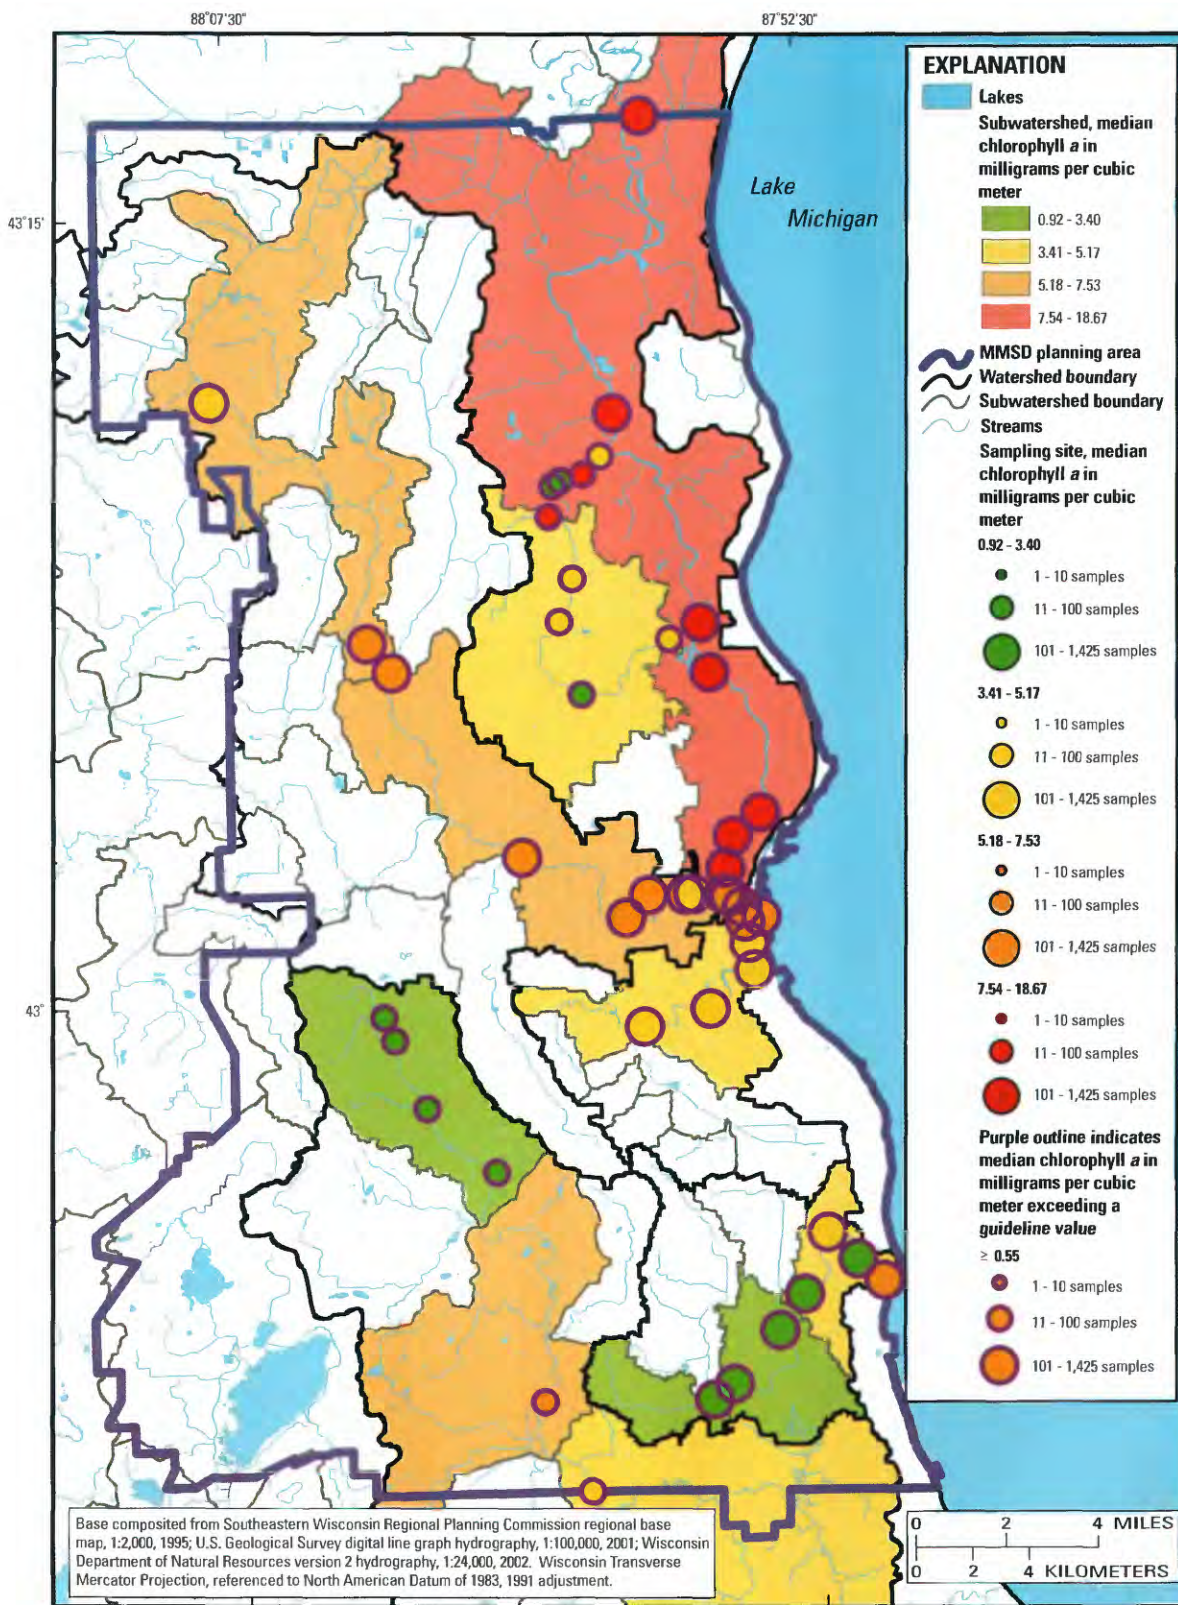 88°07'30"
87°52'30"
43°15'
43°
Lake
Michigan
EXPLANATION
Lakes
Subwatershed, median
chlorophyll a in
milligrams per cubic
meter
0.92 - 3.40
3.41 - 5.17
5.18 - 7.53
7.54 - 18.67
MMSD planning area
Watershed boundary
Subwatershed boundary
Streams
Sampling site, median
chlorophyll a in
milligrams per cubic
meter
0.92 - 3.40
1 - 10 samples
11 - 100 samples
101 - 1,425 samples
3.41 - 5.17
1 - 10 samples
11 - 100 samples
101 - 1,425 samples
5.18 - 7.53
1 - 10 samples
11 - 100 samples
101 - 1,425 samples
7.54 - 18.67
1 - 10 samples
11 - 100 samples
101 - 1,425 samples
Purple outline indicates
median chlorophyll a in
milligrams per cubic
meter exceeding a
guideline value
≥ 0.55
1 - 10 samples
11 - 100 samples
101 - 1,425 samples
Base composited from Southeastern Wisconsin Regional Planning Commission regional base
map, 1:2,000, 1995; U.S. Geological Survey digital line graph hydrography, 1:100,000, 2001; Wisconsin
Department of Natural Resources version 2 hydrography, 1:24,000, 2002. Wisconsin Transverse
Mercator Projection, referenced to North American Datum of 1983, 1991 adjustment.
0 2 4 MILES
0 2 4 KILOMETERS